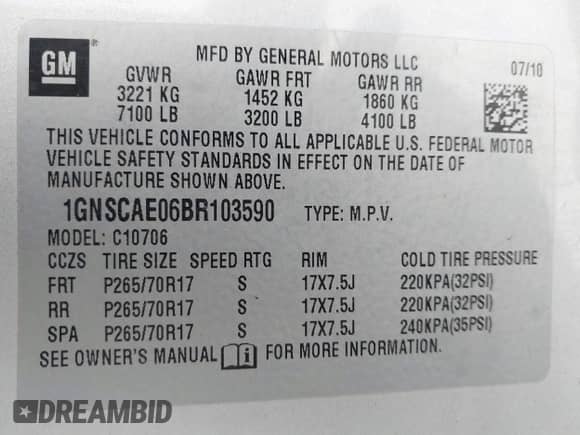 GM
MFD BY GENERAL MOTORS LLC
07/10
GVWR GAWR FRT GAWR RR
3221 KG 1452 KG 1860 KG
7100 LB 3200 LB 4100 LB
THIS VEHICLE CONFORMS TO ALL APPLICABLE U.S. FEDERAL MOTOR
VEHICLE SAFETY STANDARDS IN EFFECT ON THE DATE OF
MANUFACTURE SHOWN ABOVE.
1GNSCAE06BR103590 TYPE: M.P.V.
MODEL: C10706
CCZS TIRE SIZE SPEED RTG RIM COLD TIRE PRESSURE
FRT P265/70R17 S 17X7.5J 220KPA(32PSI)
RR P265/70R17 S 17X7.5J 220KPA(32PSI)
SPA P265/70R17 S 17X7.5J 240KPA(35PSI)
SEE OWNER'S MANUAL FOR MORE INFORMATION.
DREAMBID